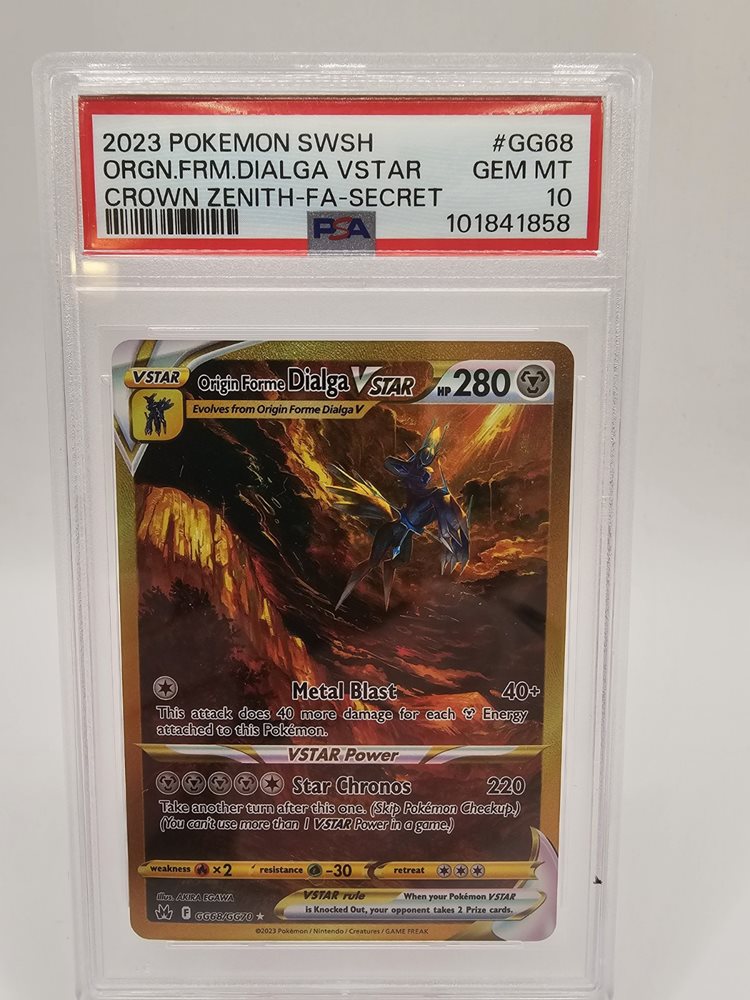 2023 POKEMON SWSH #GG68
ORGN.FRM.DIALGA VSTAR GEM MT
CROWN ZENITH-FA-SECRET 10
PSA 101841858
VSTAR Origin Forme Dialga VSTAR HP 280
Evolves from Origin Forme Dialga V
Metal Blast 40+
This attack does 40 more damage for each Energy
attached to this Pokémon.
VSTAR Power
Star Chronos 220
Take another turn after this one. (Skip Pokémon Checkup.)
(You can't use more than 1 VSTAR Power in a game.)
weakness ×2 resistance -30 retreat
Illus. AKIRA EGAWA
VSTAR rule When your Pokémon VSTAR
is Knocked Out, your opponent takes 2 Prize cards.
F GG68/GG70 ★
©2023 Pokémon / Nintendo / Creatures / GAME FREAK